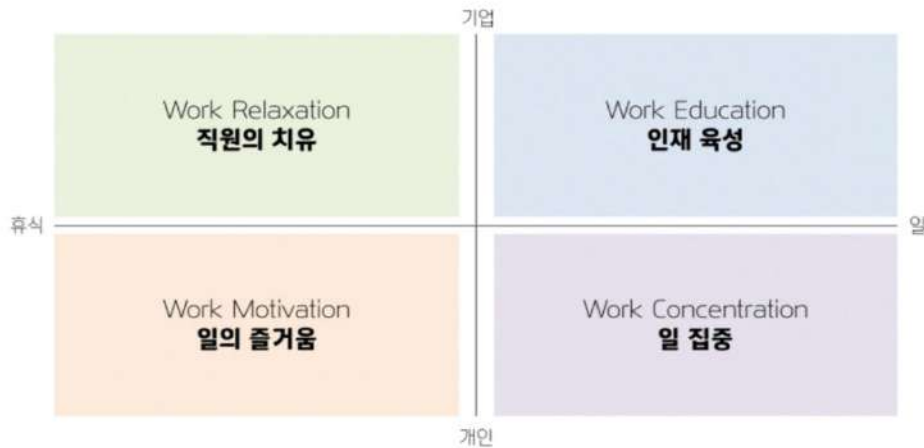 기업
Work Relaxation
직원의 치유
Work Education
인재 육성
휴식
일
Work Motivation
일의 즐거움
Work Concentration
일 집중
개인